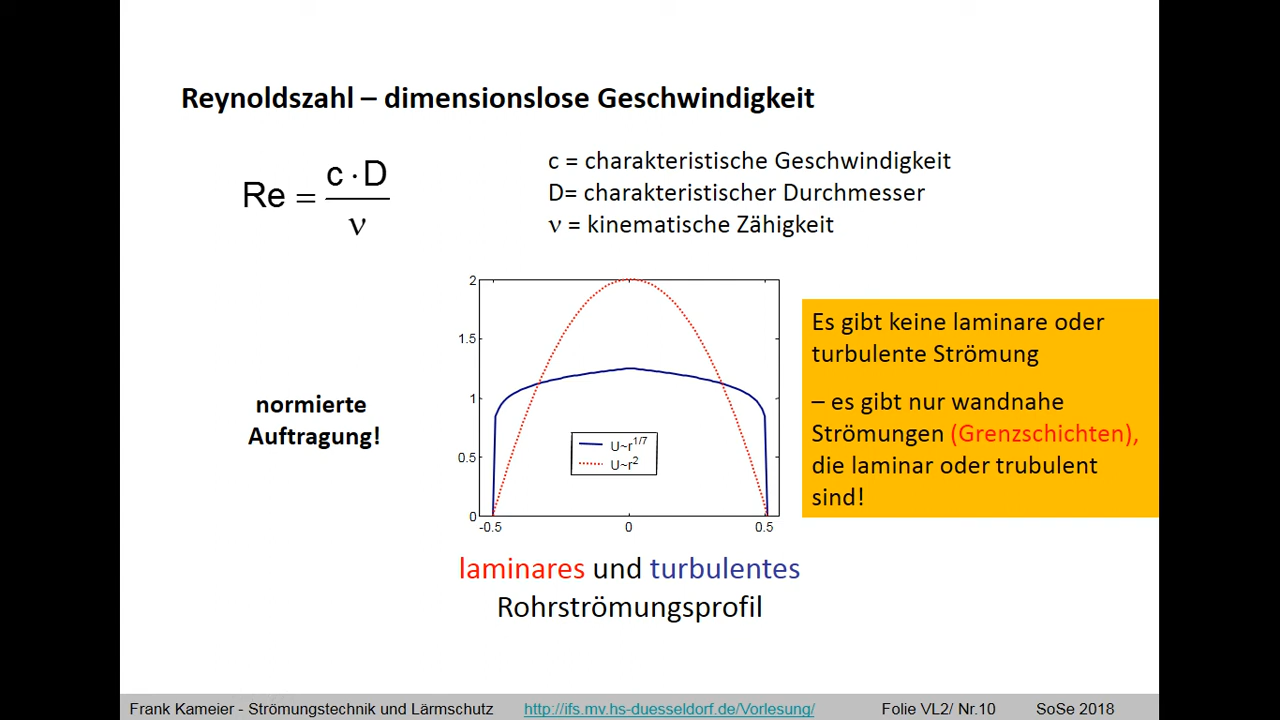 Reynoldszahl – dimensionslose Geschwindigkeit
Re = c · D / ν
c = charakteristische Geschwindigkeit
D= charakteristischer Durchmesser
ν = kinematische Zähigkeit
normierte
Auftragung!
2
1.5
1
0.5
0
-0.5 0 0.5
U~r^1/7
U~r^2
laminares und turbulentes
Rohrströmungsprofil
Es gibt keine laminare oder
turbulente Strömung
– es gibt nur wandnahe
Strömungen (Grenzschichten),
die laminar oder trubulent
sind!
Frank Kameier - Strömungstechnik und Lärmschutz http://ifs.mv.hs-duesseldorf.de/Vorlesung/ Folie VL2/ Nr.10 SoSe 2018